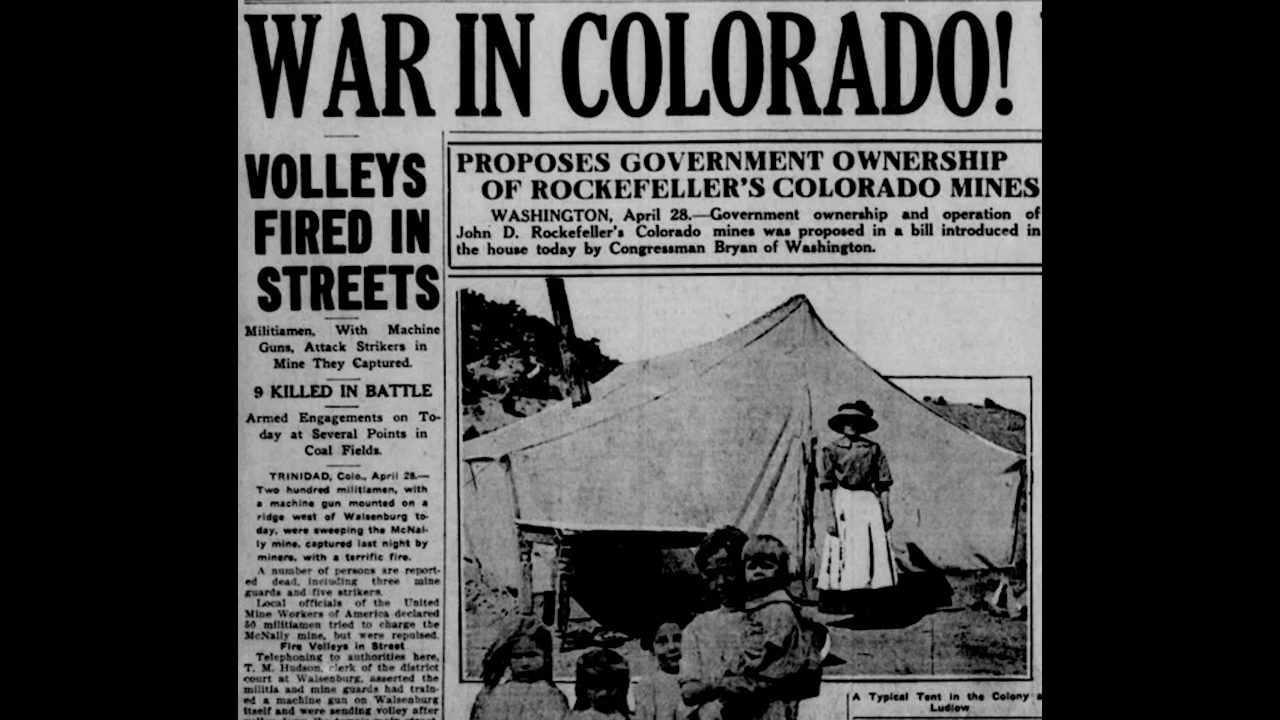 WAR IN COLORADO!
VOLLEYS
FIRED IN
STREETS
Militiamen, With Machine
Guns, Attack Strikers in
Mine They Captured.
9 KILLED IN BATTLE
Armed Engagements on To-
day at Several Points in
Coal Fields.
TRINIDAD, Colo., April 28.—
Two hundred militiamen, with
a machine gun mounted on a
ridge west of Walsenburg to-
day, were sweeping the McNal-
ly mine, captured last night by
miners, with a terrific fire.
A number of persons are report-
ed dead, including three mine
guards and five strikers.
Local officials of the United
Mine Workers of America declared
50 militiamen tried to charge the
McNally mine, but were repulsed.
Fire Volleys in Street
Telephoning to authorities here,
T. M. Hudson, clerk of the district
court at Walsenburg, asserted the
militia and mine guards had train-
ed a machine gun on Walsenburg
itself and were sending volley after
PROPOSES GOVERNMENT OWNERSHIP
OF ROCKEFELLER'S COLORADO MINES
WASHINGTON, April 28.—Government ownership and operation of
John D. Rockefeller's Colorado mines was proposed in a bill introduced in
the house today by Congressman Bryan of Washington.
A Typical Tent in the Colony
Ludlow